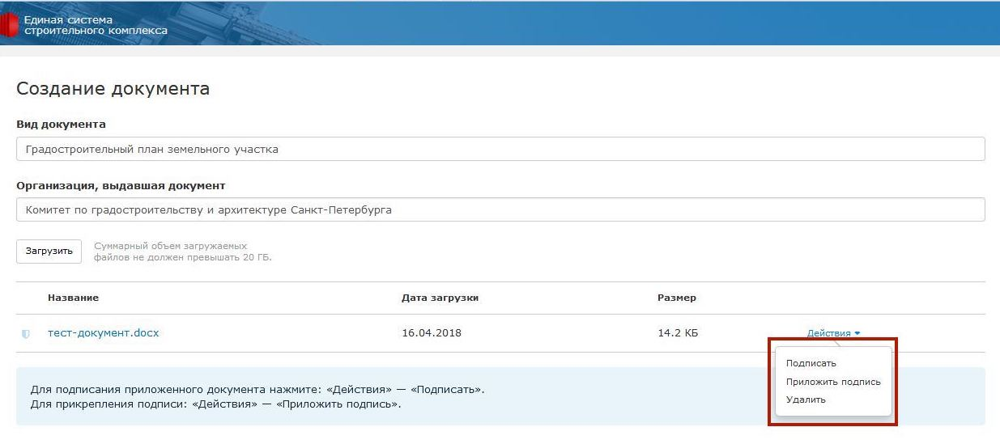 Единая система
строительного комплекса
Создание документа
Вид документа
Градостроительный план земельного участка
Организация, выдавшая документ
Комитет по градостроительству и архитектуре Санкт-Петербурга
Загрузить
Суммарный объем загружаемых
файлов не должен превышать 20 ГБ.
Название Дата загрузки Размер
тест-документ.docx 16.04.2018 14.2 КБ Действия
Подписать
Приложить подпись
Удалить
Для подписания приложенного документа нажмите: «Действия» — «Подписать».
Для прикрепления подписи: «Действия» — «Приложить подпись».